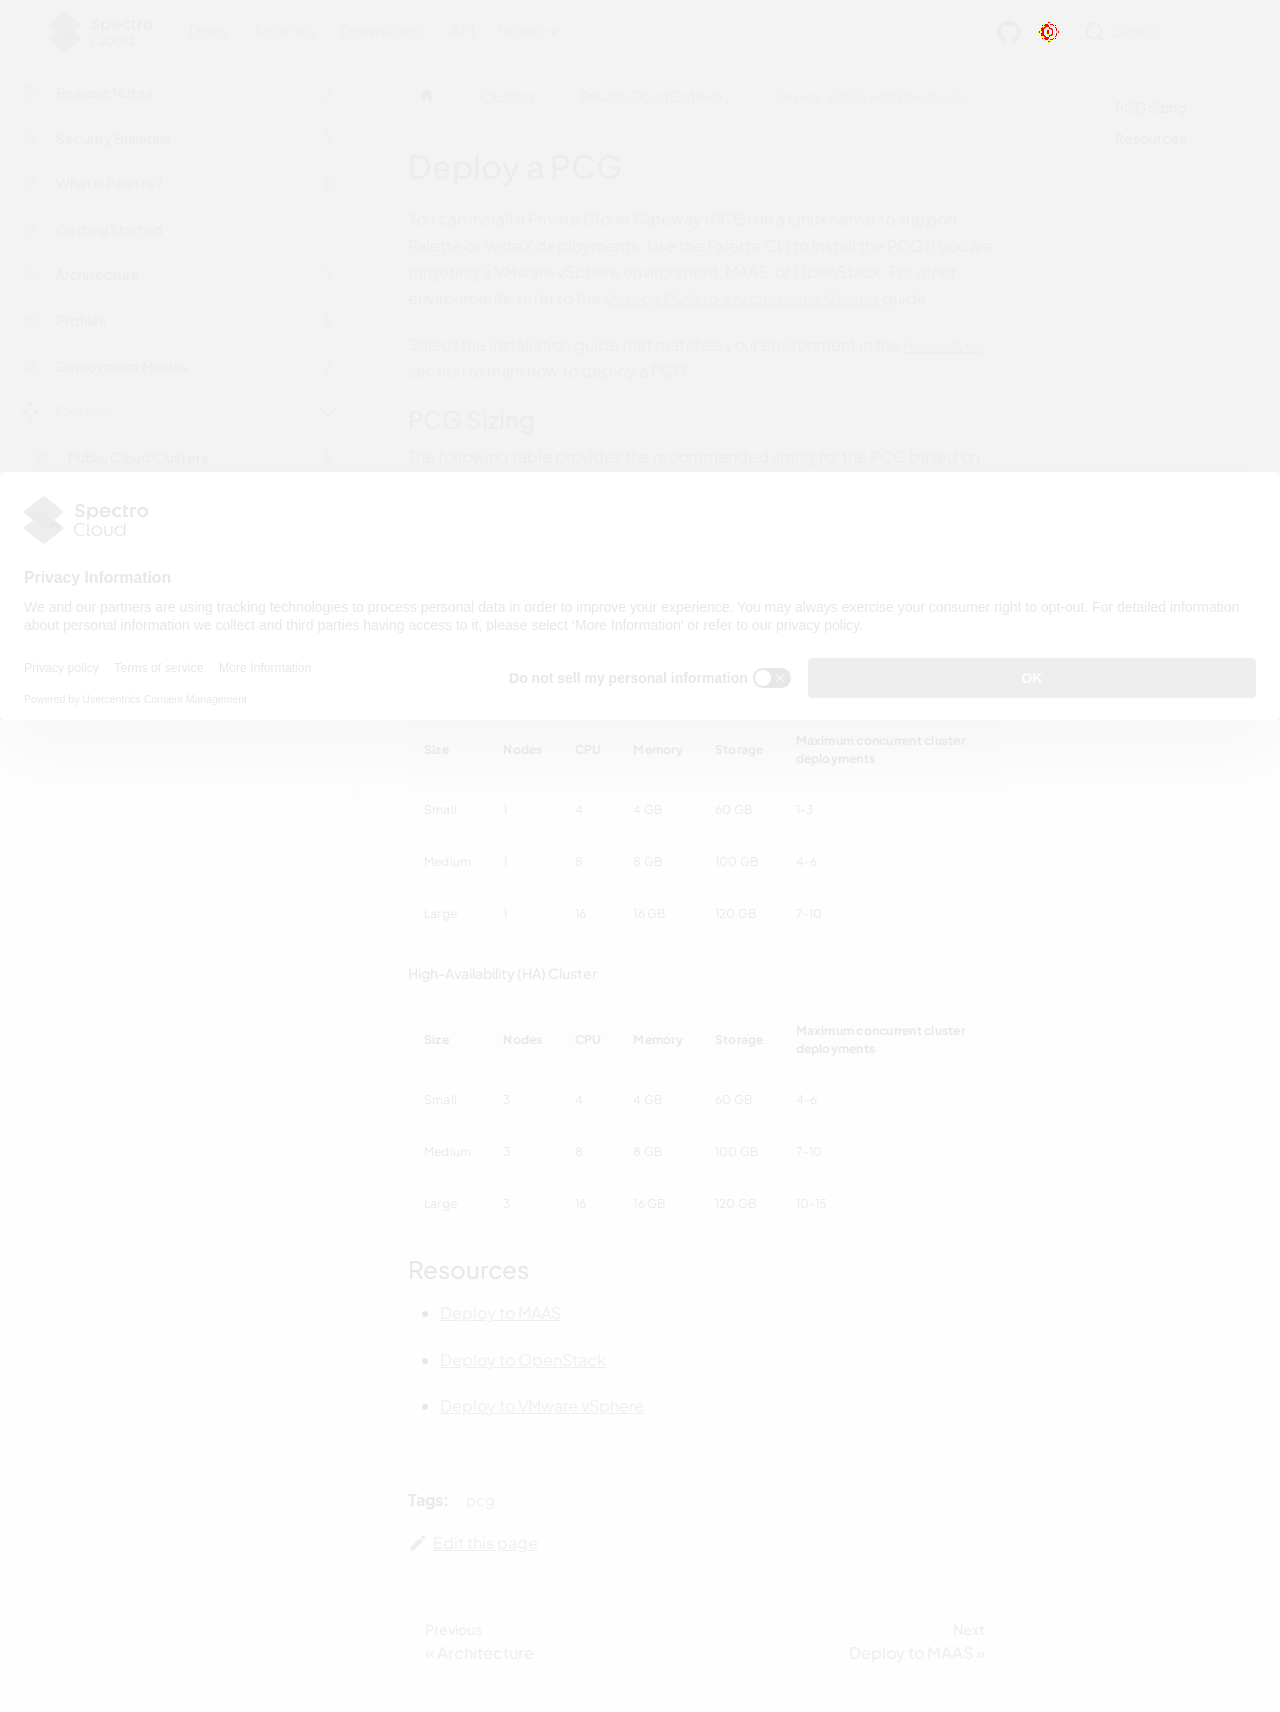 Spectro Cloud
Docs Tutorials Downloads API latest
Search
Release Notes
Security Bulletins
What is Palette?
Getting Started
Architecture
Profiles
Deployment Modes
Clusters
Public Cloud Clusters
Clusters
Private Cloud Gateway
Deploy a PCG with Palette CLI
PCG Sizing
Resources
Deploy a PCG
You can install a Private Cloud Gateway (PCG) on a Linux server to support
Palette or VerteX deployments. Use the Palette CLI to install the PCG if you are
targeting a VMware vSphere environment, MAAS, or OpenStack. For other
environments, refer to the Deploy PCG to a Kubernetes Cluster guide.
Select the installation guide that matches your environment in the Resources
section to learn how to deploy a PCG.
PCG Sizing
The following table provides the recommended sizing for the PCG based on
Spectro Cloud
Privacy Information
We and our partners are using tracking technologies to process personal data in order to improve your experience. You may always exercise your consumer right to opt-out. For detailed information
about personal information we collect and third parties having access to it, please select 'More Information' or refer to our privacy policy.
Privacy policy Terms of service More Information
Powered by Usercentrics Consent Management
Do not sell my personal information
OK
Size Nodes CPU Memory Storage Maximum concurrent cluster deployments
Small 1 4 4 GB 60 GB 1-3
Medium 1 8 8 GB 100 GB 4-6
Large 1 16 16 GB 120 GB 7-10
High-Availability (HA) Cluster
Size Nodes CPU Memory Storage Maximum concurrent cluster deployments
Small 3 4 4 GB 60 GB 4-6
Medium 3 8 8 GB 100 GB 7-10
Large 3 16 16 GB 120 GB 10-15
Resources
Deploy to MAAS
Deploy to OpenStack
Deploy to VMware vSphere
Tags: pcg
Edit this page
Previous
« Architecture
Next
Deploy to MAAS »